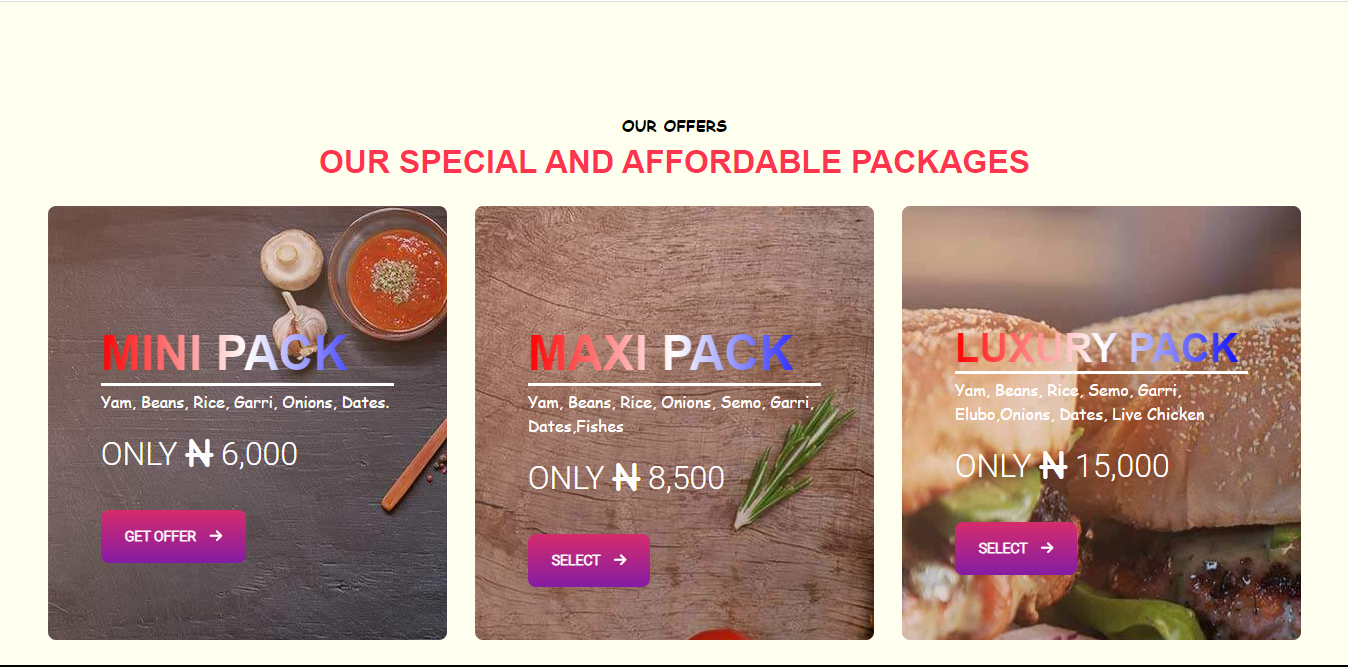 OUR OFFERS
OUR SPECIAL AND AFFORDABLE PACKAGES
MINI PACK
Yam, Beans, Rice, Garri, Onions, Dates.
ONLY ₦ 6,000
GET OFFER →
MAXI PACK
Yam, Beans, Rice, Onions, Semo, Garri,
Dates,Fishes
ONLY ₦ 8,500
SELECT →
LUXURY PACK
Yam, Beans, Rice, Semo, Garri,
Elubo,Onions, Dates, Live Chicken
ONLY ₦ 15,000
SELECT →